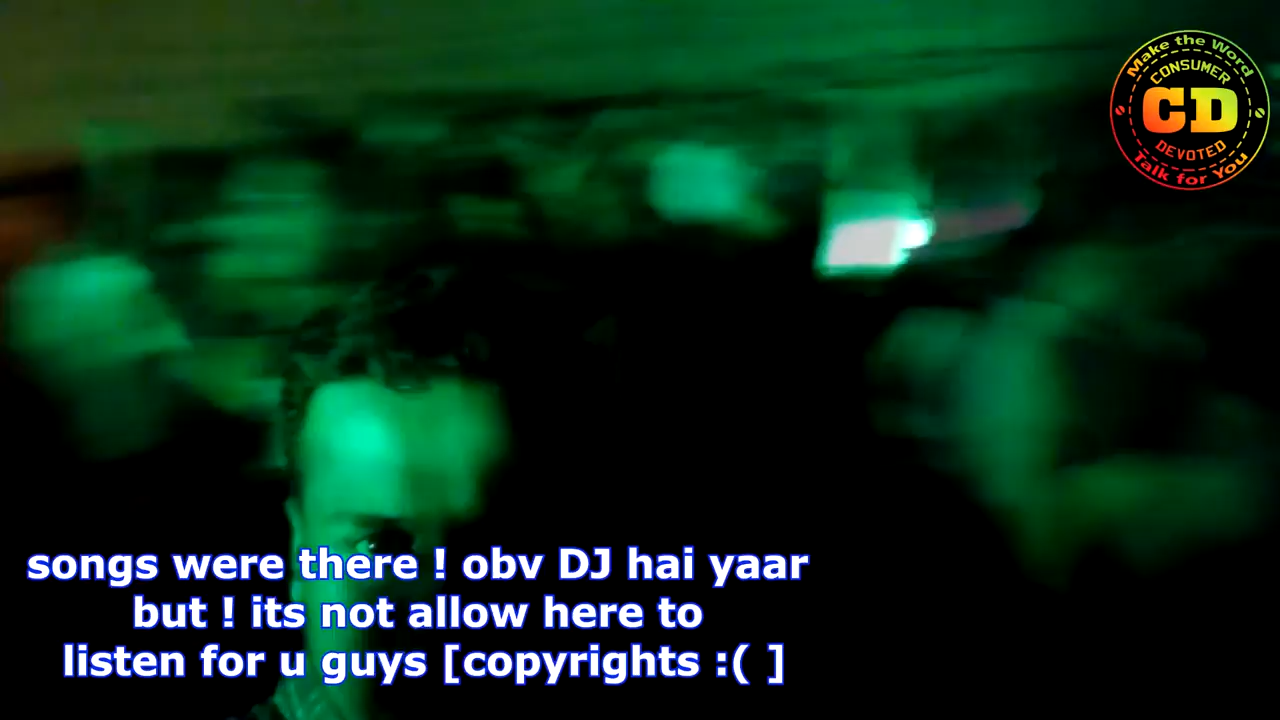 Make the Word
CONSUMER
CD
DEVOTED
Talk for You
songs were there ! obv DJ hai yaar
but ! its not allow here to
listen for u guys [copyrights :( ]